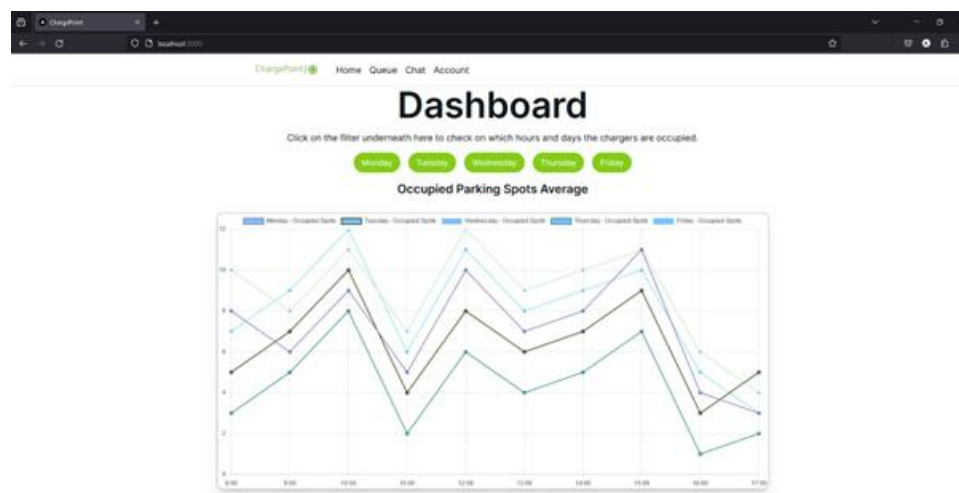 ChargePoint
localhost:3000
ChargePoint
Home Queue Chat Account
Dashboard
Click on the filter underneath here to check on which hours and days the chargers are occupied.
Monday Tuesday Wednesday Thursday Friday
Occupied Parking Spots Average
Monday - Occupied Spots Tuesday - Occupied Spots Wednesday - Occupied Spots Thursday - Occupied Spots Friday - Occupied Spots
12
10
8
6
4
2
0
8:00 9:00 10:00 11:00 12:00 13:00 14:00 15:00 16:00 17:00